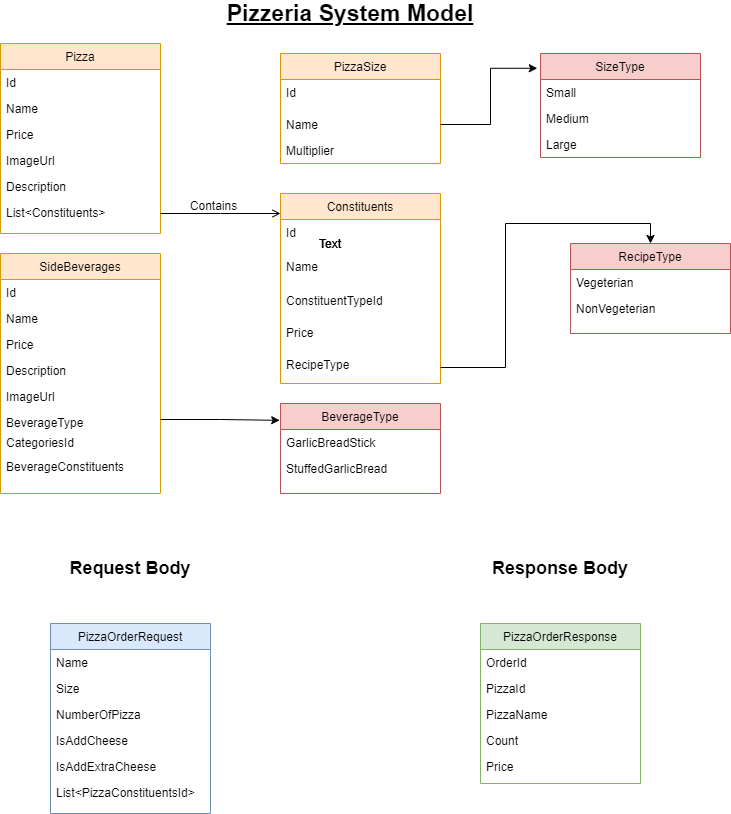 Pizzeria System Model
Pizza
Id
Name
Price
ImageUrl
Description
List<Constituents>
Contains
PizzaSize
Id
Name
Multiplier
SizeType
Small
Medium
Large
Constituents
Id
Text
Name
ConstituentTypeId
Price
RecipeType
RecipeType
Vegeterian
NonVegeterian
SideBeverages
Id
Name
Price
Description
ImageUrl
BeverageType
CategoriesId
BeverageConstituents
BeverageType
GarlicBreadStick
StuffedGarlicBread
Request Body
PizzaOrderRequest
Name
Size
NumberOfPizza
IsAddCheese
IsAddExtraCheese
List<PizzaConstituentsId>
Response Body
PizzaOrderResponse
OrderId
PizzaId
PizzaName
Count
Price